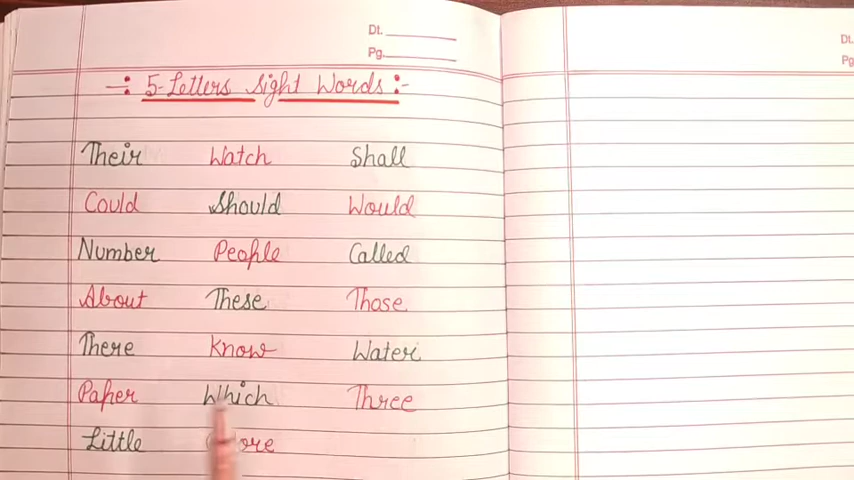 Dt.
Pg.
Dt.
Pg
-: 5-Letters Sight Words :-
Their Watch Shall
Could Should Would
Number People Called
About These Those
There Know Water
Paper Which Three
Little